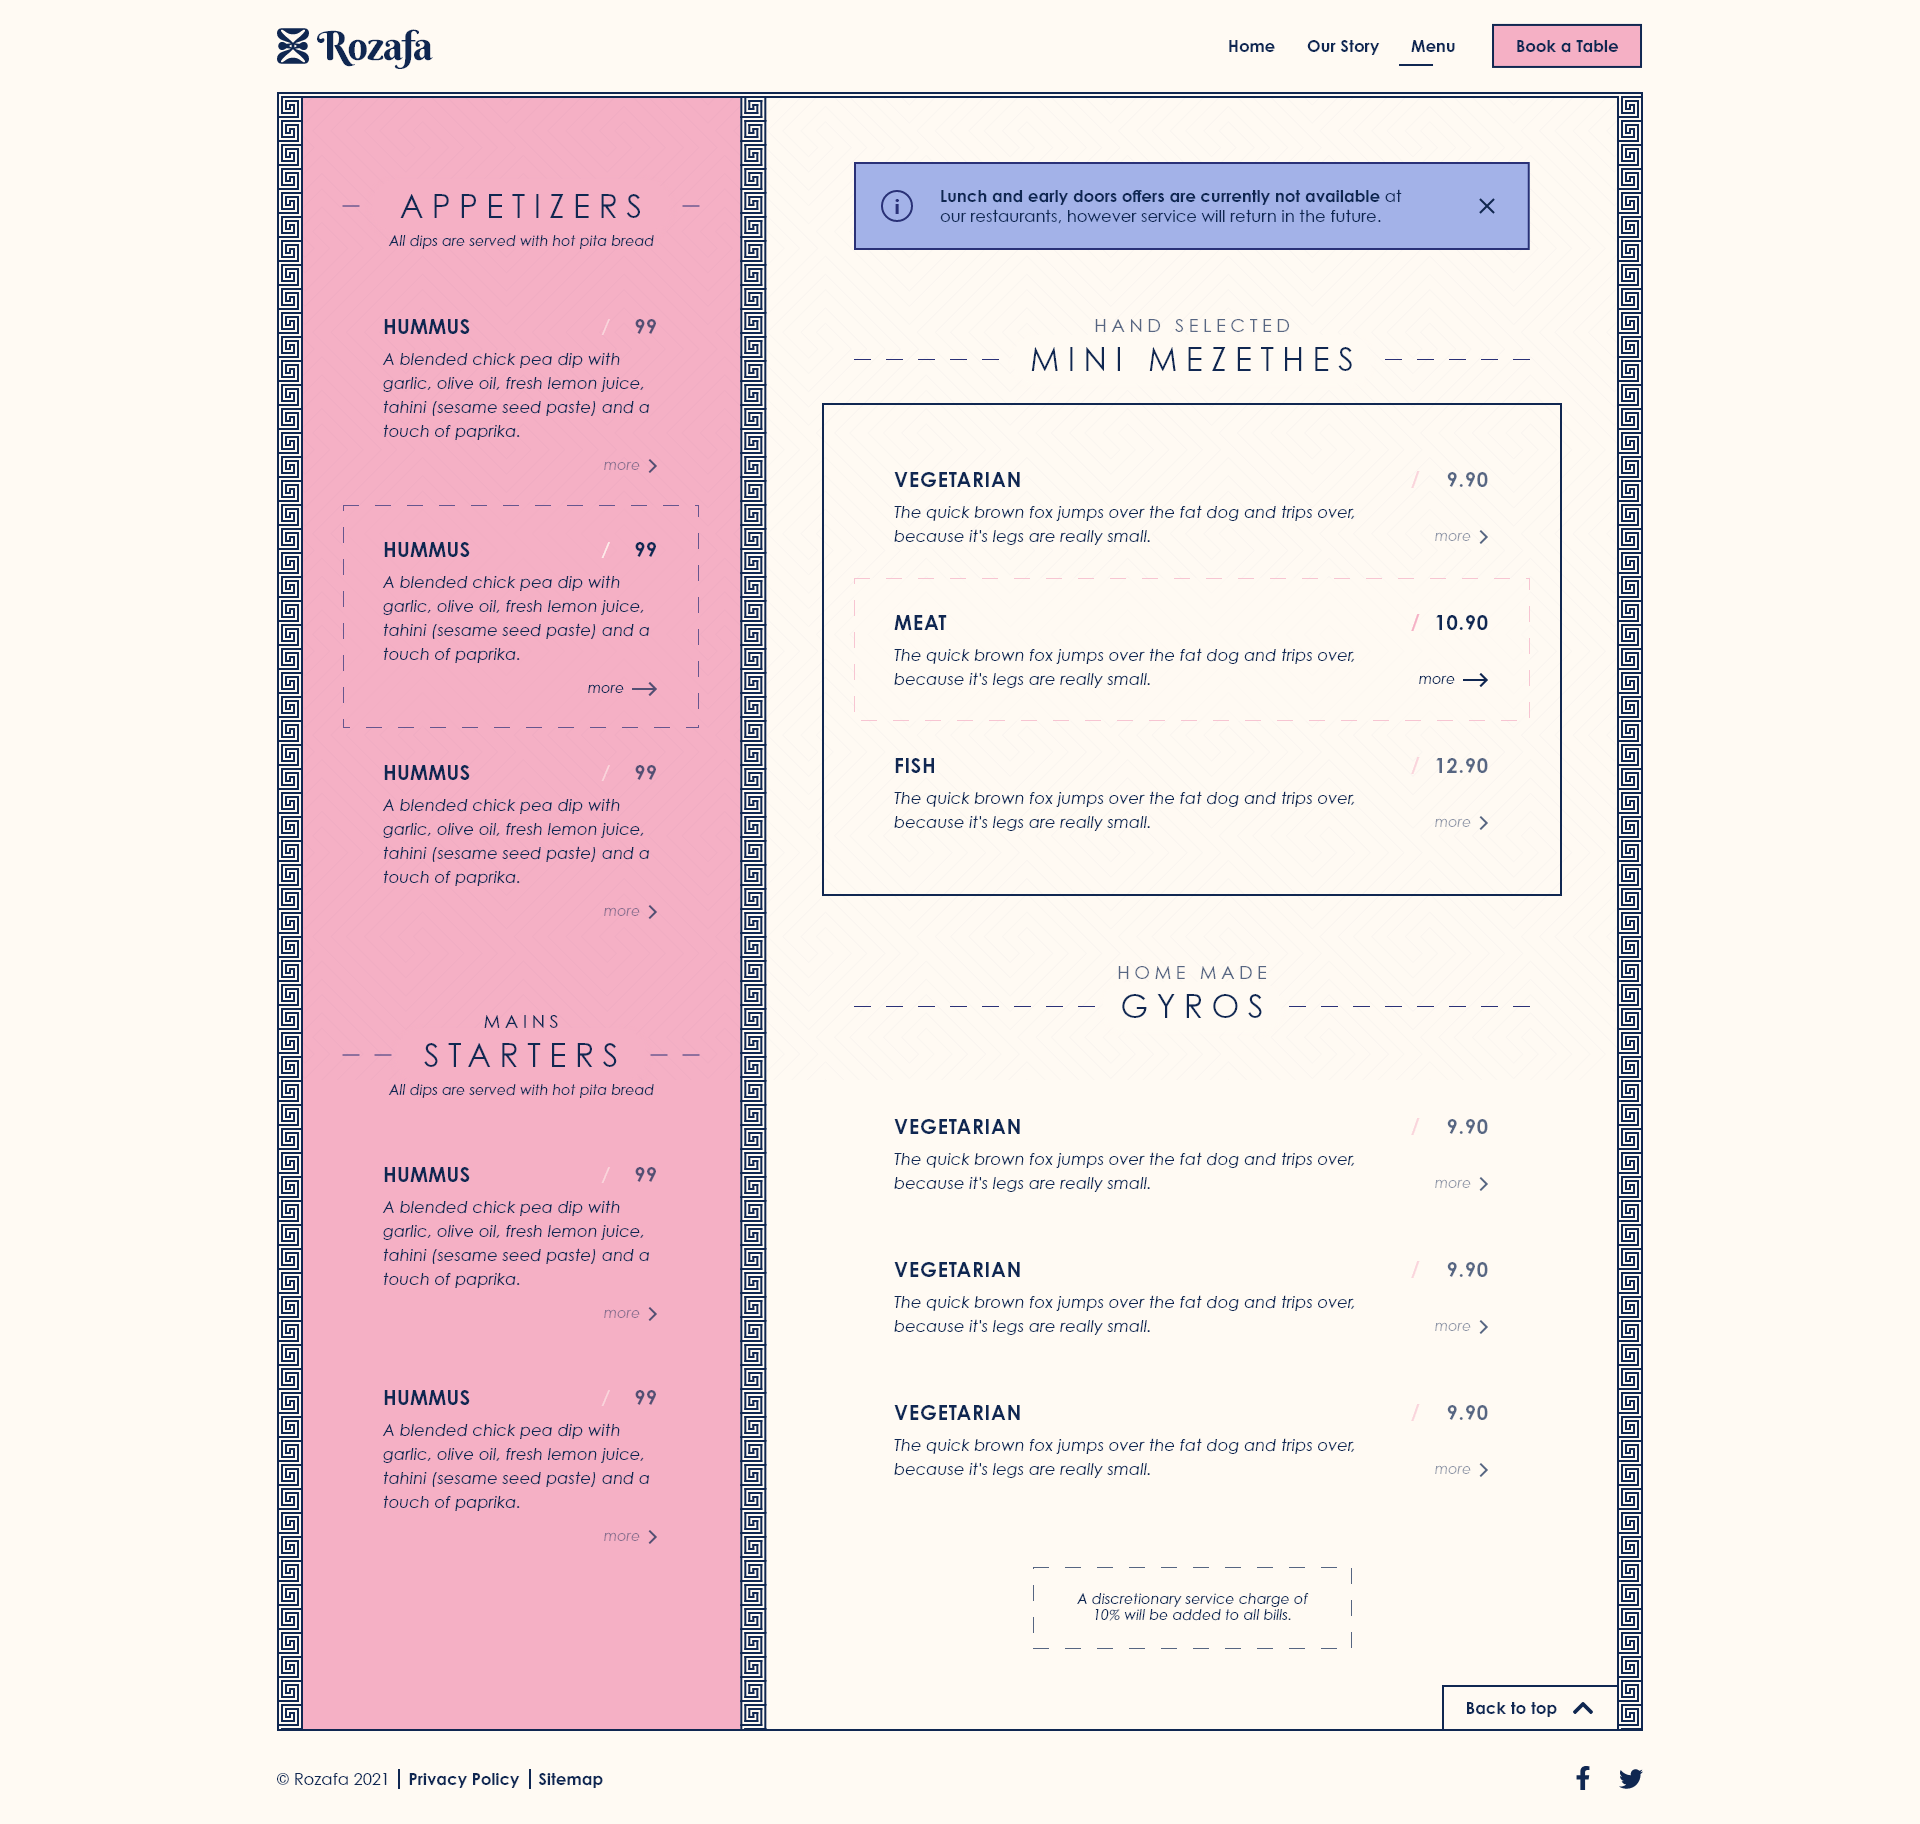 Rozafa
Home
Our Story
Menu
Book a Table
APPETIZERS
All dips are served with hot pita bread
HUMMUS / 99
A blended chick pea dip with
garlic, olive oil, fresh lemon juice,
tahini (sesame seed paste) and a
touch of paprika.
more
HUMMUS / 99
A blended chick pea dip with
garlic, olive oil, fresh lemon juice,
tahini (sesame seed paste) and a
touch of paprika.
more
HUMMUS / 99
A blended chick pea dip with
garlic, olive oil, fresh lemon juice,
tahini (sesame seed paste) and a
touch of paprika.
more
MAINS
STARTERS
All dips are served with hot pita bread
HUMMUS / 99
A blended chick pea dip with
garlic, olive oil, fresh lemon juice,
tahini (sesame seed paste) and a
touch of paprika.
more
HUMMUS / 99
A blended chick pea dip with
garlic, olive oil, fresh lemon juice,
tahini (sesame seed paste) and a
touch of paprika.
more
Lunch and early doors offers are currently not available at
our restaurants, however service will return in the future.
HAND SELECTED
MINI MEZETHES
VEGETARIAN / 9.90
The quick brown fox jumps over the fat dog and trips over,
because it's legs are really small.
more
MEAT / 10.90
The quick brown fox jumps over the fat dog and trips over,
because it's legs are really small.
more
FISH / 12.90
The quick brown fox jumps over the fat dog and trips over,
because it's legs are really small.
more
HOME MADE
GYROS
VEGETARIAN / 9.90
The quick brown fox jumps over the fat dog and trips over,
because it's legs are really small.
more
VEGETARIAN / 9.90
The quick brown fox jumps over the fat dog and trips over,
because it's legs are really small.
more
VEGETARIAN / 9.90
The quick brown fox jumps over the fat dog and trips over,
because it's legs are really small.
more
A discretionary service charge of
10% will be added to all bills.
Back to top
© Rozafa 2021 | Privacy Policy | Sitemap